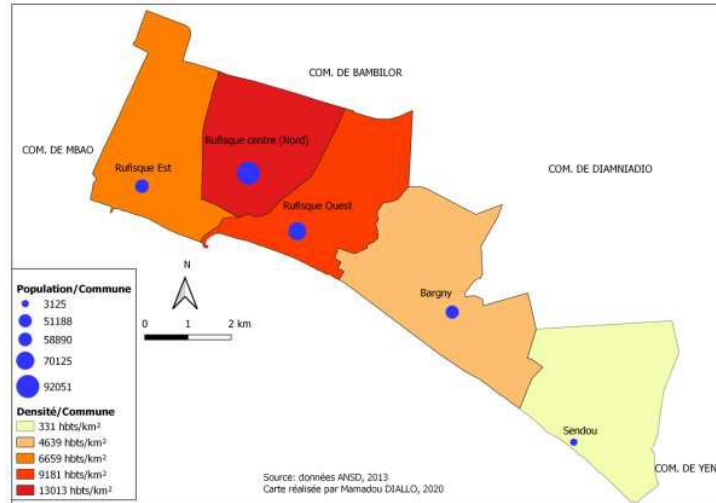 COM. DE BAMBILOR
Rufisque centre (Nord)
COM. DE MBAO
Rufisque Est
COM. DE DIAMNIADIO
Rufisque Ouest
N
0 1 2 km
Bargny
Sendou
COM. DE YEN
Population/Commune
3125
51188
58890
70125
92051
Densité/Commune
331 hbts/km²
4639 hbts/km²
6659 hbts/km²
9181 hbts/km²
13013 hbts/km²
Source: données ANSD, 2013
Carte réalisée par Mamadou DIALLO, 2020